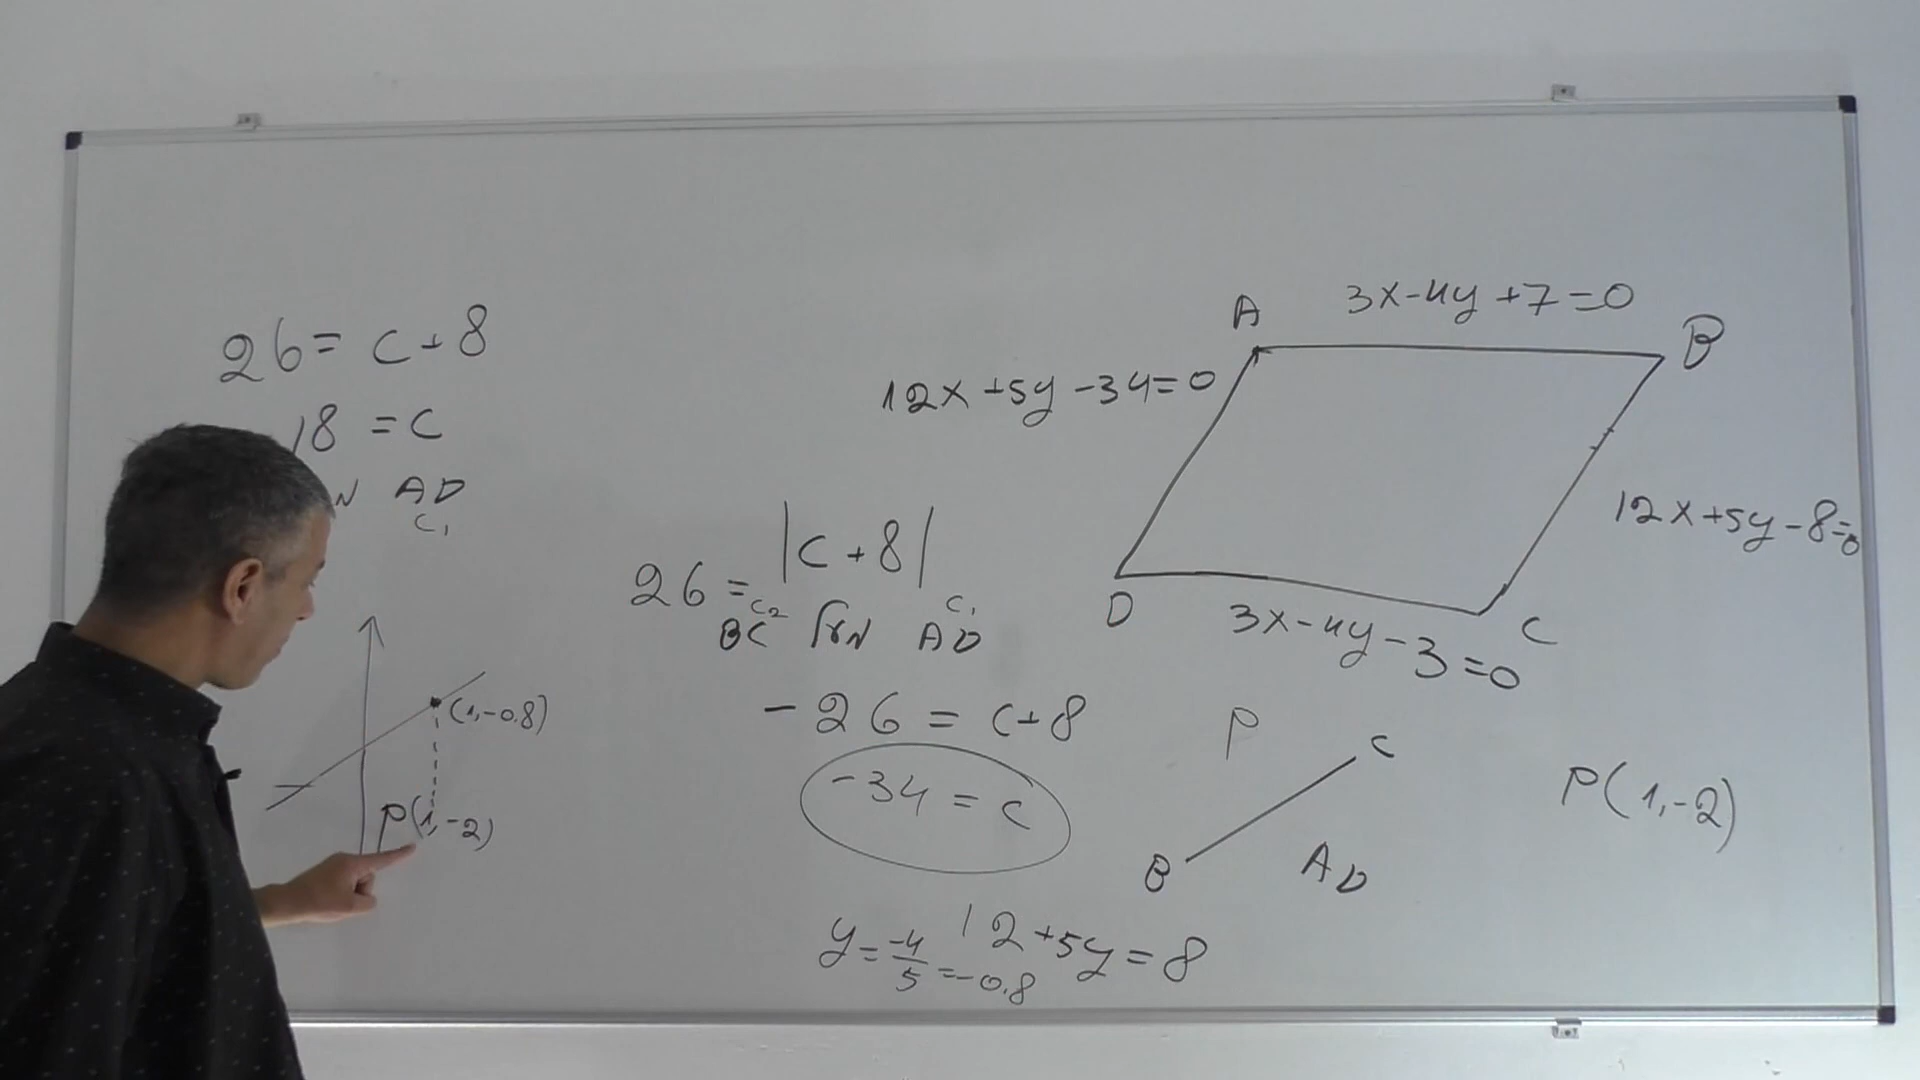 26 = c+8
18 = c
AD
c₁
(1,-0.8)
P(1,-2)
26 = |c+8|
c₂ c₁
BC AD
-26 = c+8
-34 = c
12+5y=8
y = -4/5 = -0.8
A 3x-4y+7=0 B
12x+5y-34=0
12x+5y-8=0
D 3x-4y-3=0 C
P
C
B
AD
P(1,-2)